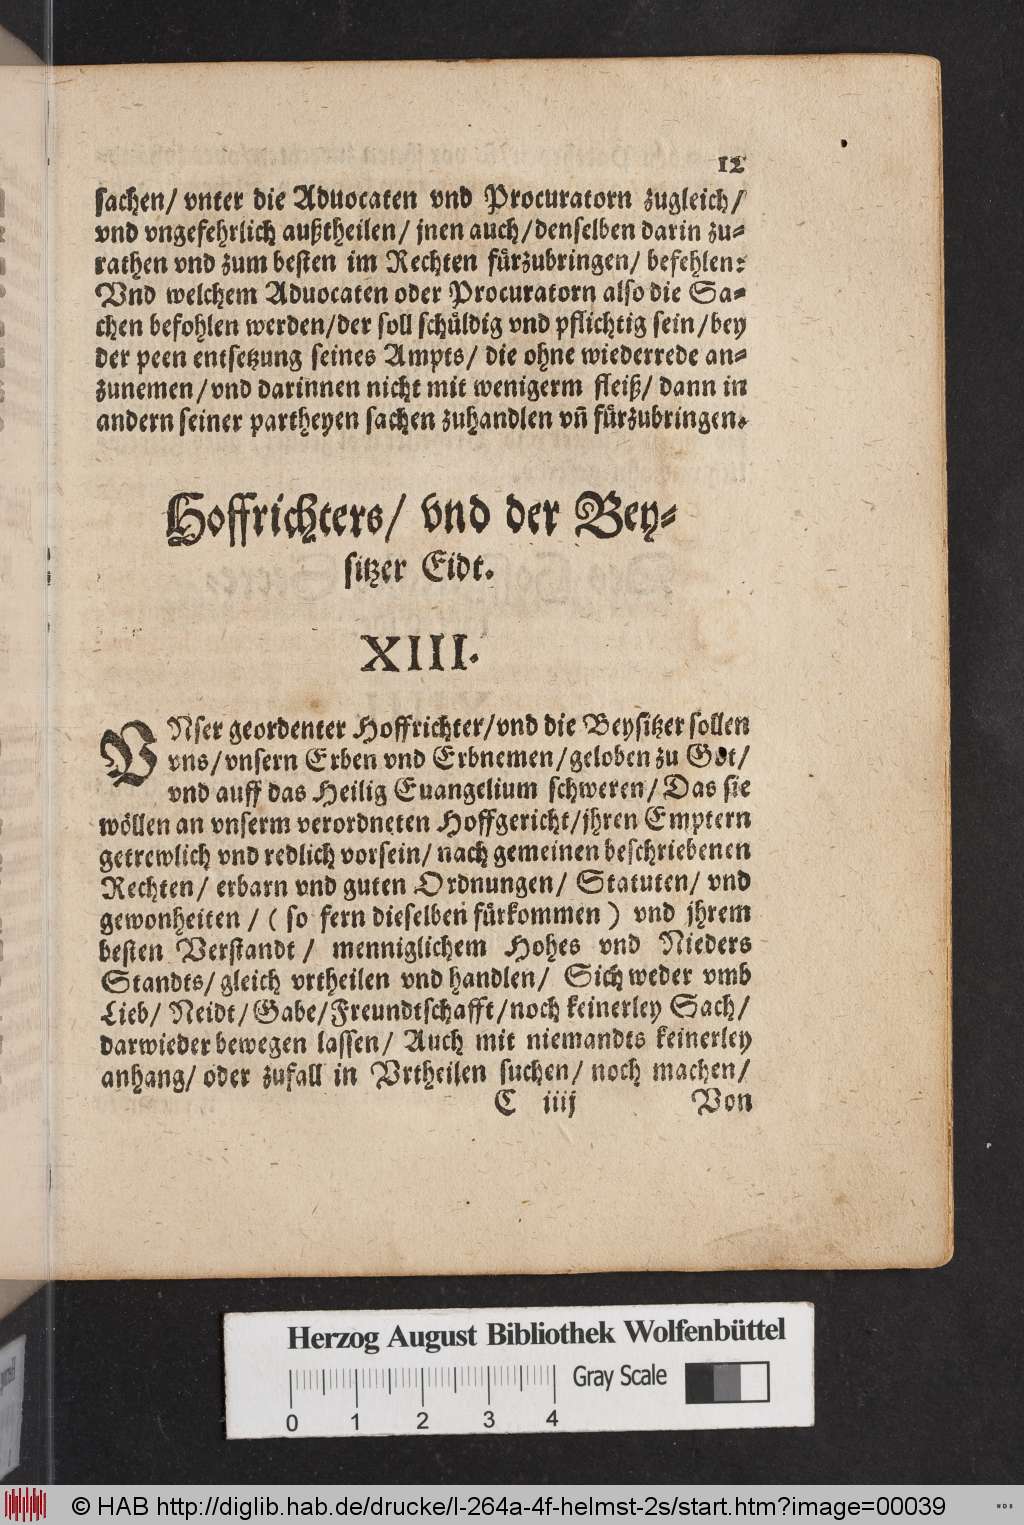 12
sachen/ vnter die Aduocaten vnd Procuratorn zugleich/
vnd vngefehrlich außtheilen/ jnen auch/ denselben darin zu-
rathen vnd zum besten im Rechten fürzubringen/ befehlen:
Vnd welchem Aduocaten oder Procuratorn also die Sa-
chen befohlen werden/ der soll schüldig vnd pflichtig sein/ bey
der peen entsetzung seines Ampts/ die ohne wiederrede an-
zunemen/ vnd darinnen nicht mit wenigerm fleiß/ dann in
andern seiner partheyen sachen zuhandlen vn̄ fürzubringen.
Hoffrichters/ vnd der Bey-
sitzer Eidt.
XIII.
VNser geordenter Hoffrichter/ vnd die Beysitzer sollen
vns/ vnsern Erben vnd Erbnemen/ geloben zu Got/
vnd auff das Heilig Euangelium schweren/ Das sie
wöllen an vnserm verordneten Hoffgericht/ jhren Emptern
getrewlich vnd redlich vorsein/ nach gemeinen beschriebenen
Rechten/ erbarn vnd guten Ordnungen/ Statuten/ vnd
gewonheiten/ ( so fern dieselben fürkommen ) vnd jhrem
besten Verstandt/ menniglichem Hohes vnd Nieders
Standts/ gleich vrtheilen vnd handlen/ Sich weder vmb
Lieb/ Neidt/ Gabe/ Freundtschafft/ noch keinerley Sach/
darwieder bewegen lassen/ Auch mit niemandts keinerley
anhang/ oder zufall in Vrtheilen suchen/ noch machen/
C iiij Von
Herzog August Bibliothek Wolfenbüttel
Gray Scale
0 1 2 3 4
© HAB http://diglib.hab.de/drucke/l-264a-4f-helmst-2s/start.htm?image=00039